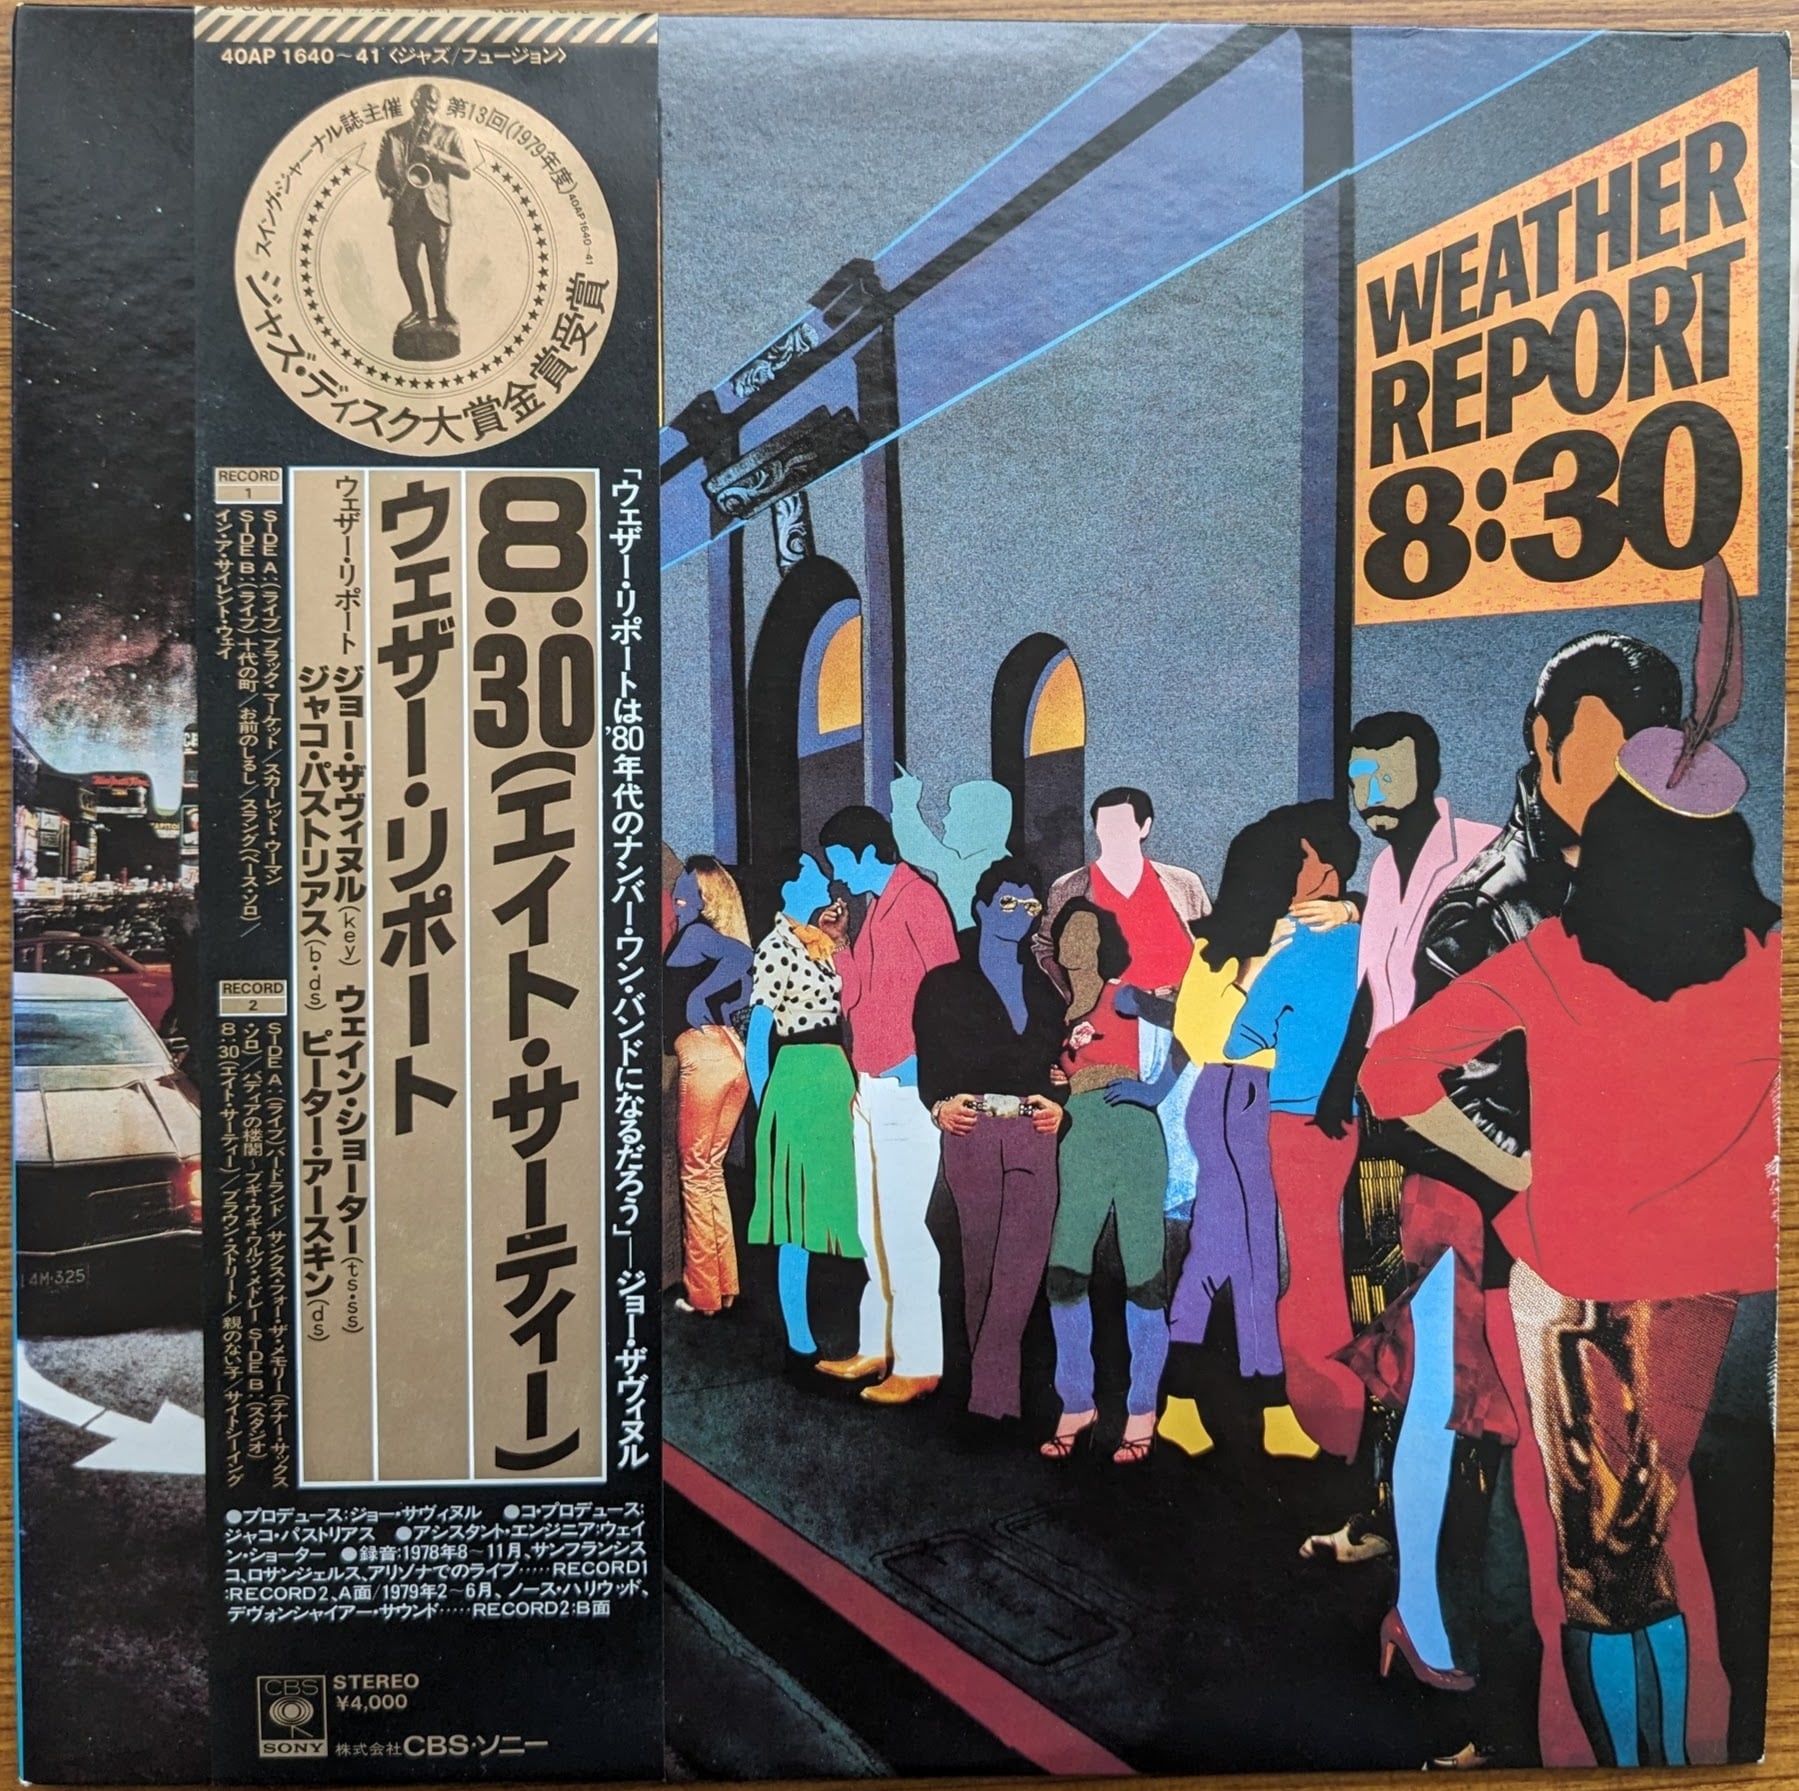 40AP 1640~41〈ジャズ/フュージョン〉
スイング・ジャーナル誌主催 第13回(1979年度)
40AP1640~41
ジャズ・ディスク大賞金賞受賞
WEATHER
REPORT
8:30
「ウェザー・リポートは'80年代のナンバー・ワン・バンドになるだろう」—ジョー・ザヴィヌル
8:30(エイト・サーティー)
ウェザー・リポート
ウェザー・リポート ジョー・ザヴィヌル(key) ウェイン・ショーター(ts・ss)
ジャコ・パストリアス(b・ds) ピーター・アースキン(ds)
RECORD
1
SIDE A:(ライブ)ブラック・マーケット/スカーレット・ウーマン
SIDE B:(ライブ)十代の町/お前のしるし/スラング(ベース・ソロ)/
イン・ア・サイレント・ウェイ
RECORD
2
SIDE A:(ライブ)バードランド/サンクス・フォー・ザ・メモリー(テナー・サックス
ソロ)/バディアの楼閣~ブギ・ウギ・ワルツ・メドレー SIDE B:(スタジオ)
8:30(エイト・サーティー)/ブラウン・ストリート/親のない子/サイトシーイング
●プロデュース:ジョー・サヴィヌル ●コ・プロデュース:
ジャコ・パストリアス ●アシスタント・エンジニア:ウェイ
ン・ショーター ●録音:1978年8~11月、サンフランシス
コ、ロサンジェルス、アリゾナでのライブ‥‥‥RECORD1
:RECORD2、A面/1979年2~6月、ノース・ハリウッド、
デヴォンシャイアー・サウンド‥‥‥RECORD2:B面
CBS
SONY
STEREO
¥4,000
株式会社CBS・ソニー
14M·325